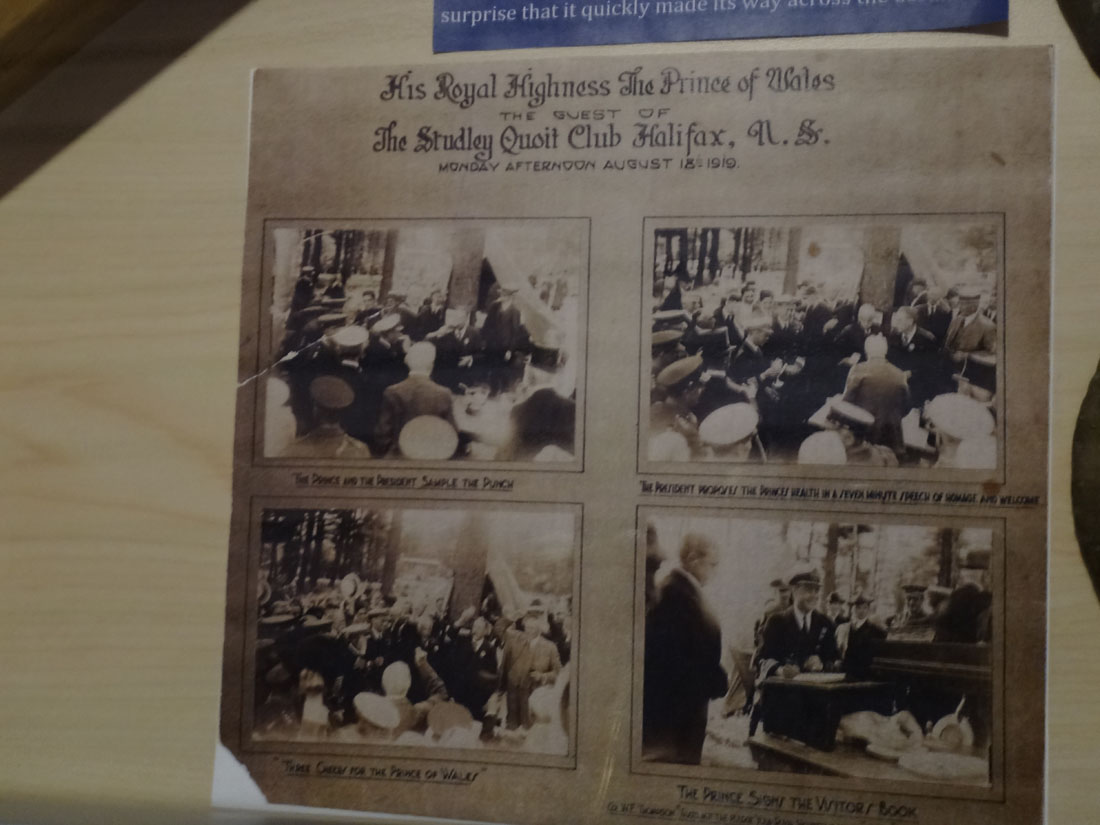 surprise that it quickly made its way across the
His Royal Highness The Prince of Wales
THE GUEST OF
The Studley Quoit Club Halifax, N. S.
MONDAY AFTERNOON AUGUST 18th 1919.
"THE PRINCE AND THE PRESIDENT SAMPLE THE PUNCH
"THE PRESIDENT PROPOSES THE PRINCES HEALTH IN A SEVEN MINUTE SPEECH OF HOMAGE AND WELCOME
"THREE CHEERS FOR THE PRINCE OF WALES"
THE PRINCE SIGNS THE VISITORS BOOK
W.F. THOMSON